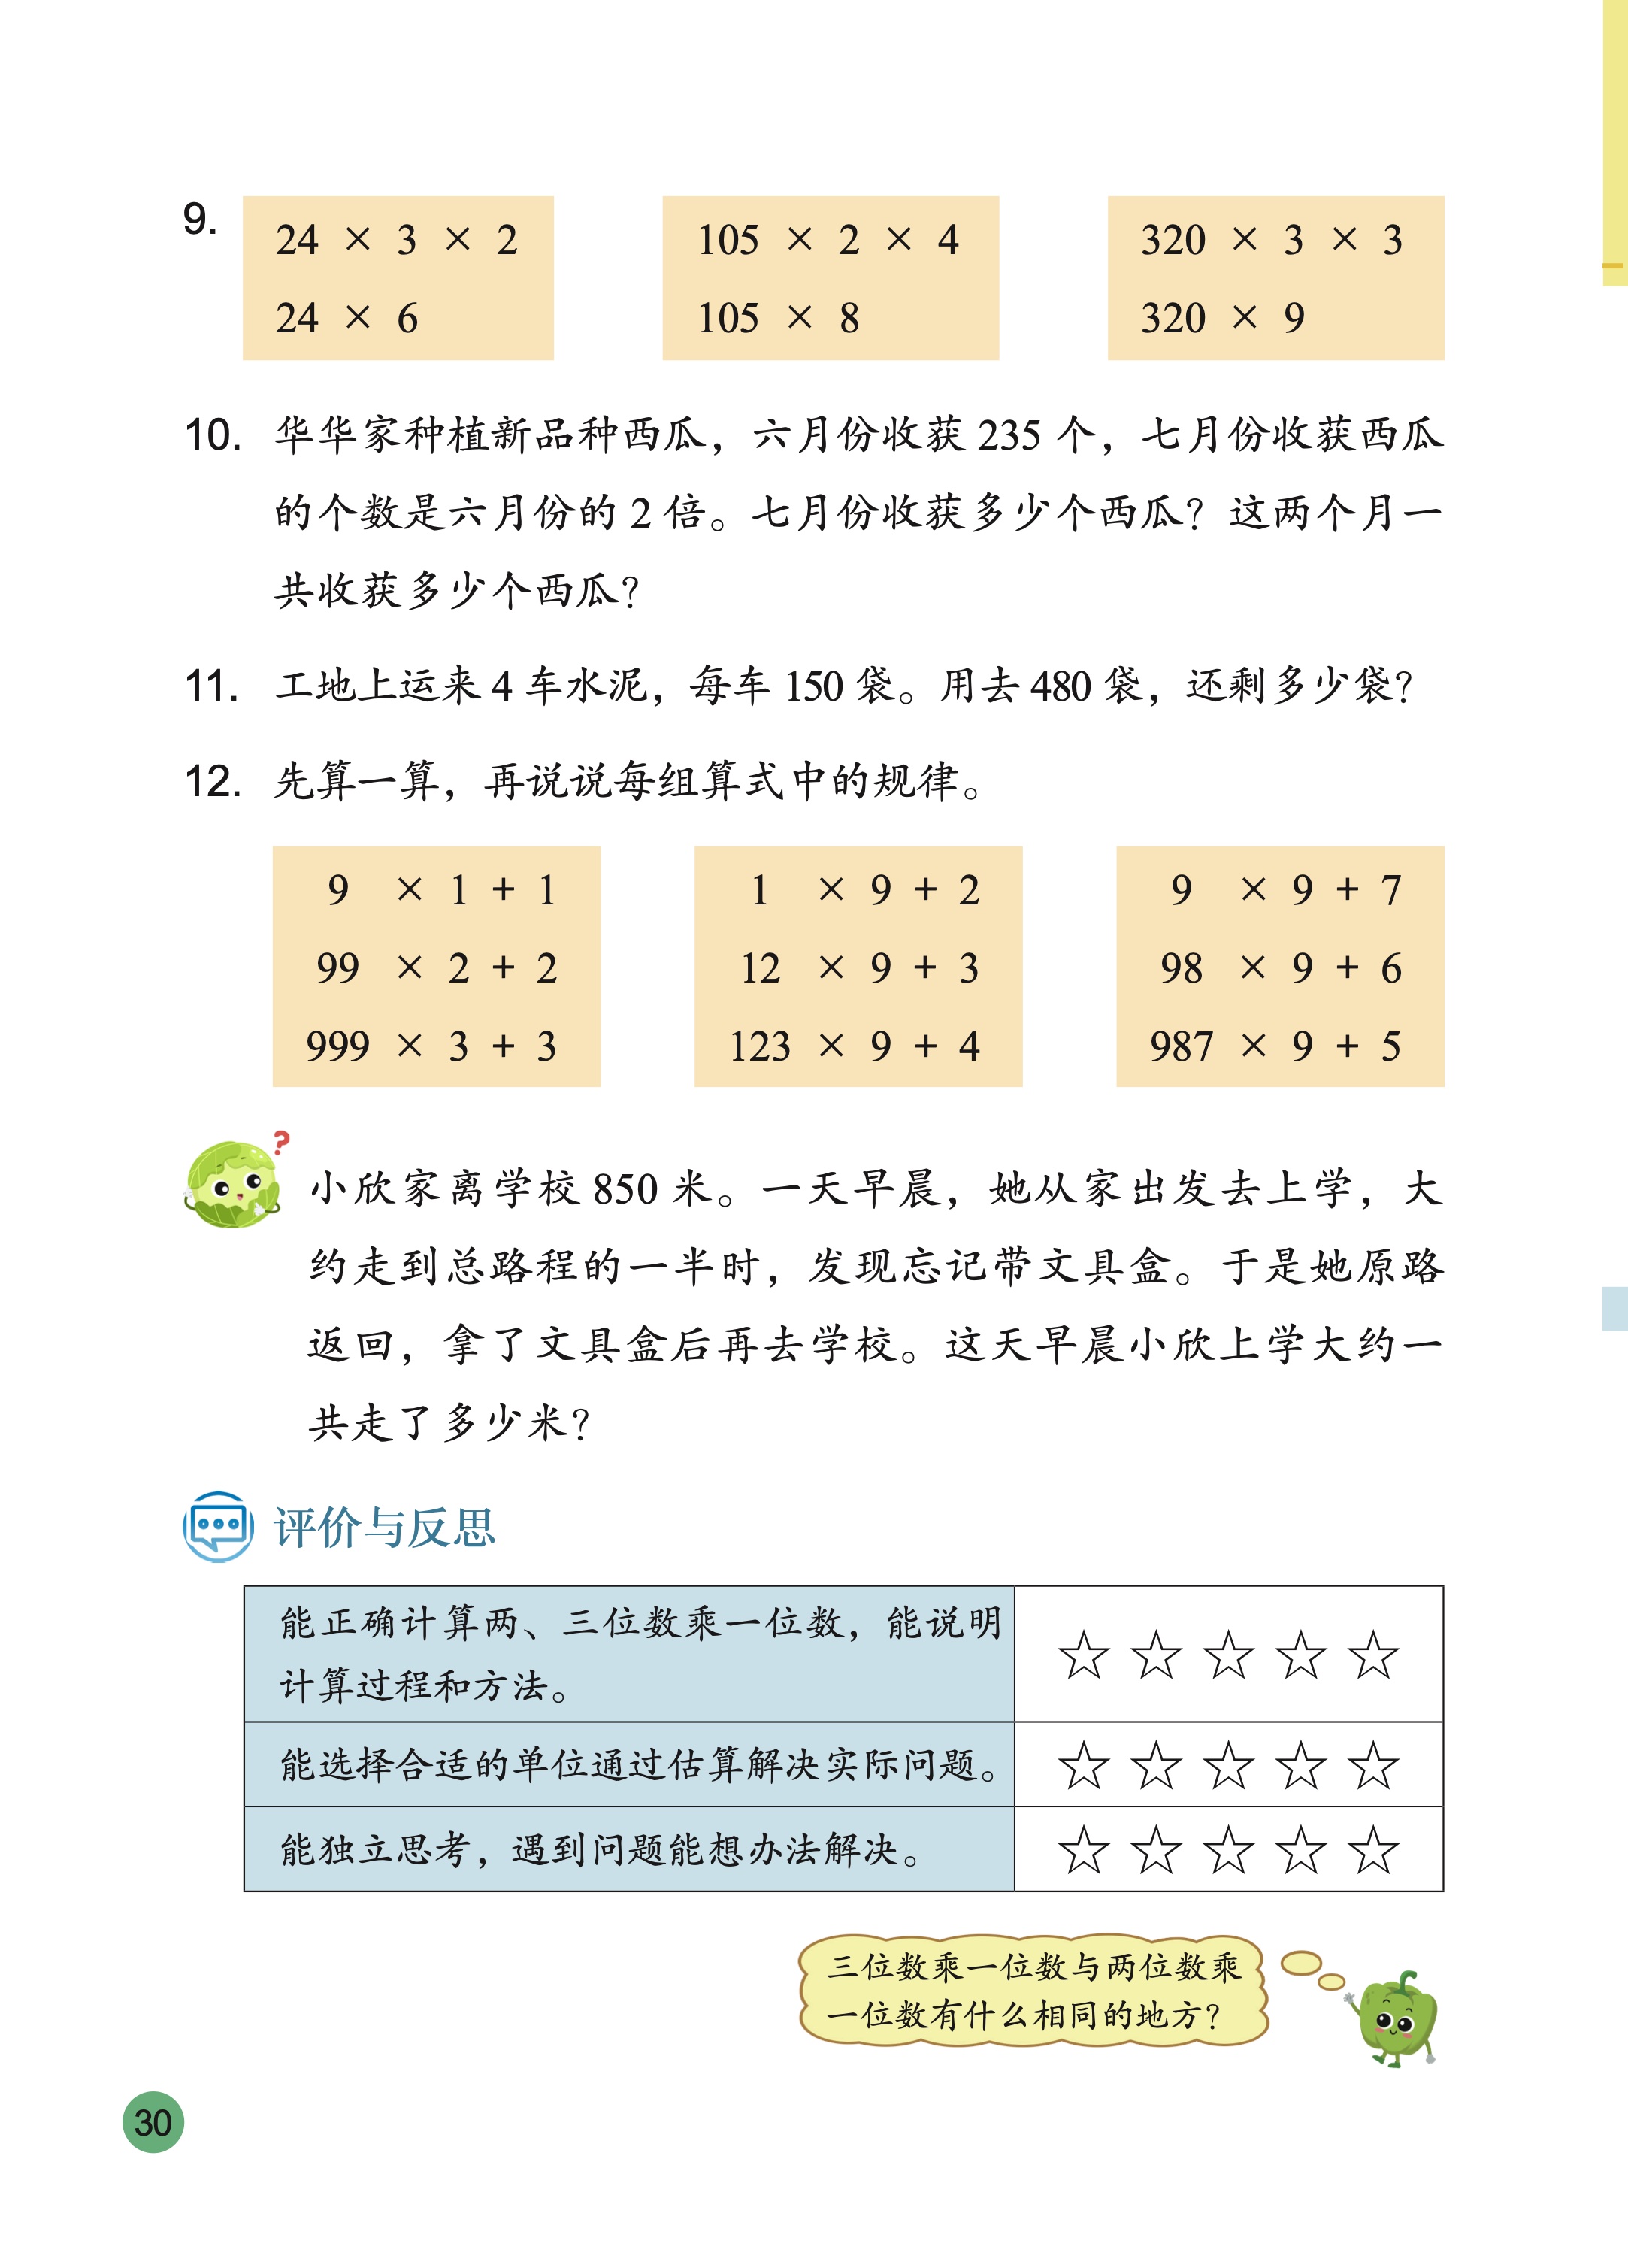 9.
24 × 3 × 2
24 × 6
105 × 2 × 4
105 × 8
320 × 3 × 3
320 × 9
10. 华华家种植新品种西瓜，六月份收获 235 个，七月份收获西瓜
的个数是六月份的 2 倍。七月份收获多少个西瓜？这两个月一
共收获多少个西瓜？
11. 工地上运来 4 车水泥，每车 150 袋。用去 480 袋，还剩多少袋？
12. 先算一算，再说说每组算式中的规律。
9 × 1 + 1
99 × 2 + 2
999 × 3 + 3
1 × 9 + 2
12 × 9 + 3
123 × 9 + 4
9 × 9 + 7
98 × 9 + 6
987 × 9 + 5
?
小欣家离学校 850 米。一天早晨，她从家出发去上学，大
约走到总路程的一半时，发现忘记带文具盒。于是她原路
返回，拿了文具盒后再去学校。这天早晨小欣上学大约一
共走了多少米？
评价与反思
能正确计算两、三位数乘一位数，能说明
计算过程和方法。
☆ ☆ ☆ ☆ ☆
能选择合适的单位通过估算解决实际问题。
☆ ☆ ☆ ☆ ☆
能独立思考，遇到问题能想办法解决。
☆ ☆ ☆ ☆ ☆
三位数乘一位数与两位数乘
一位数有什么相同的地方？
30